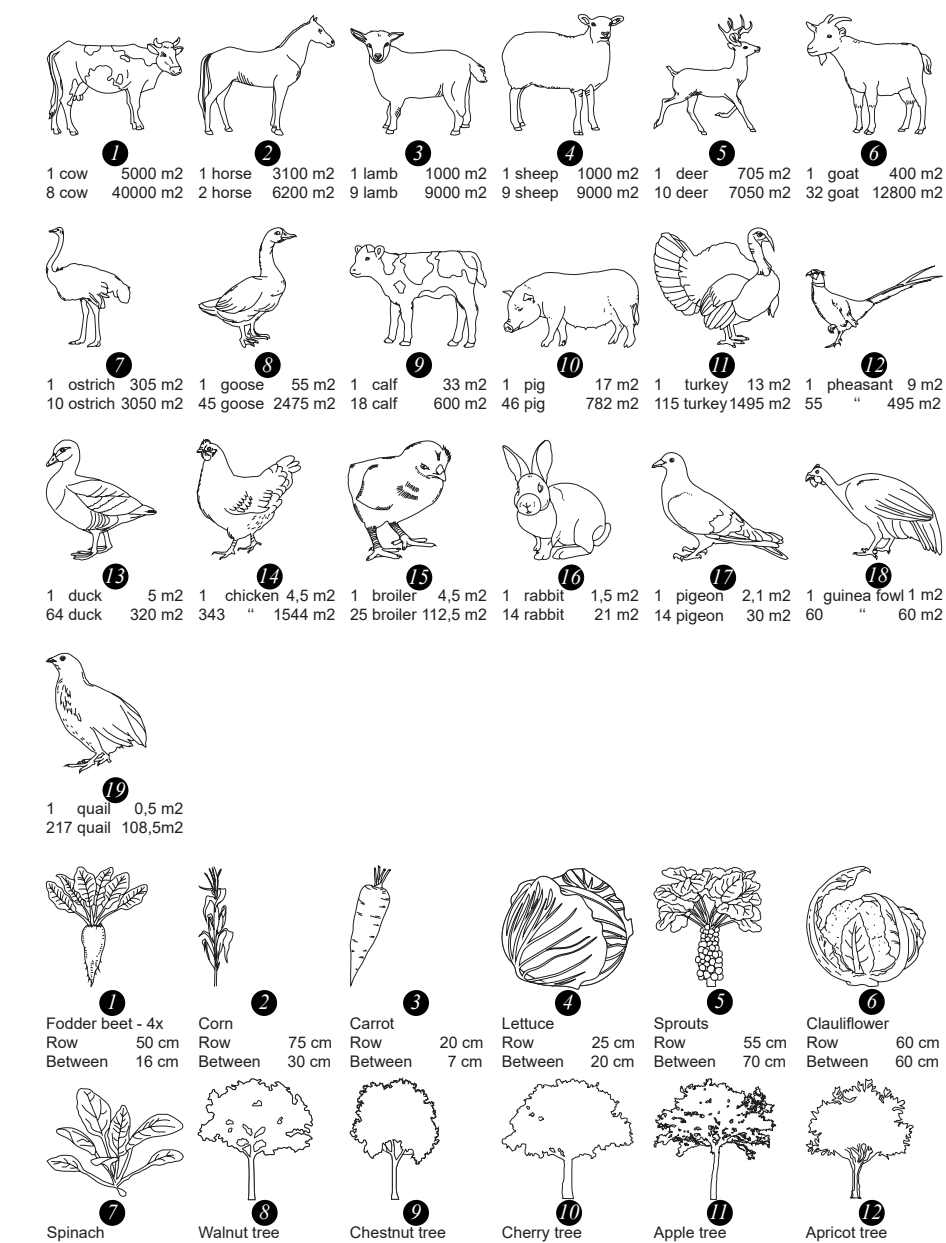 1 2 3 4 5 6
1 cow 5000 m2 1 horse 3100 m2 1 lamb 1000 m2 1 sheep 1000 m2 1 deer 705 m2 1 goat 400 m2
8 cow 40000 m2 2 horse 6200 m2 9 lamb 9000 m2 9 sheep 9000 m2 10 deer 7050 m2 32 goat 12800 m2
7 8 9 10 11 12
1 ostrich 305 m2 1 goose 55 m2 1 calf 33 m2 1 pig 17 m2 1 turkey 13 m2 1 pheasant 9 m2
10 ostrich 3050 m2 45 goose 2475 m2 18 calf 600 m2 46 pig 782 m2 115 turkey 1495 m2 55 “ 495 m2
13 14 15 16 17 18
1 duck 5 m2 1 chicken 4,5 m2 1 broiler 4,5 m2 1 rabbit 1,5 m2 1 pigeon 2,1 m2 1 guinea fowl 1 m2
64 duck 320 m2 343 “ 1544 m2 25 broiler 112,5 m2 14 rabbit 21 m2 14 pigeon 30 m2 60 “ 60 m2
19
1 quail 0,5 m2
217 quail 108,5m2
1 2 3 4 5 6
Fodder beet - 4x Corn Carrot Lettuce Sprouts Clauliflower
Row 50 cm Row 75 cm Row 20 cm Row 25 cm Row 55 cm Row 60 cm
Between 16 cm Between 30 cm Between 7 cm Between 20 cm Between 70 cm Between 60 cm
7 8 9 10 11 12
Spinach Walnut tree Chestnut tree Cherry tree Apple tree Apricot tree